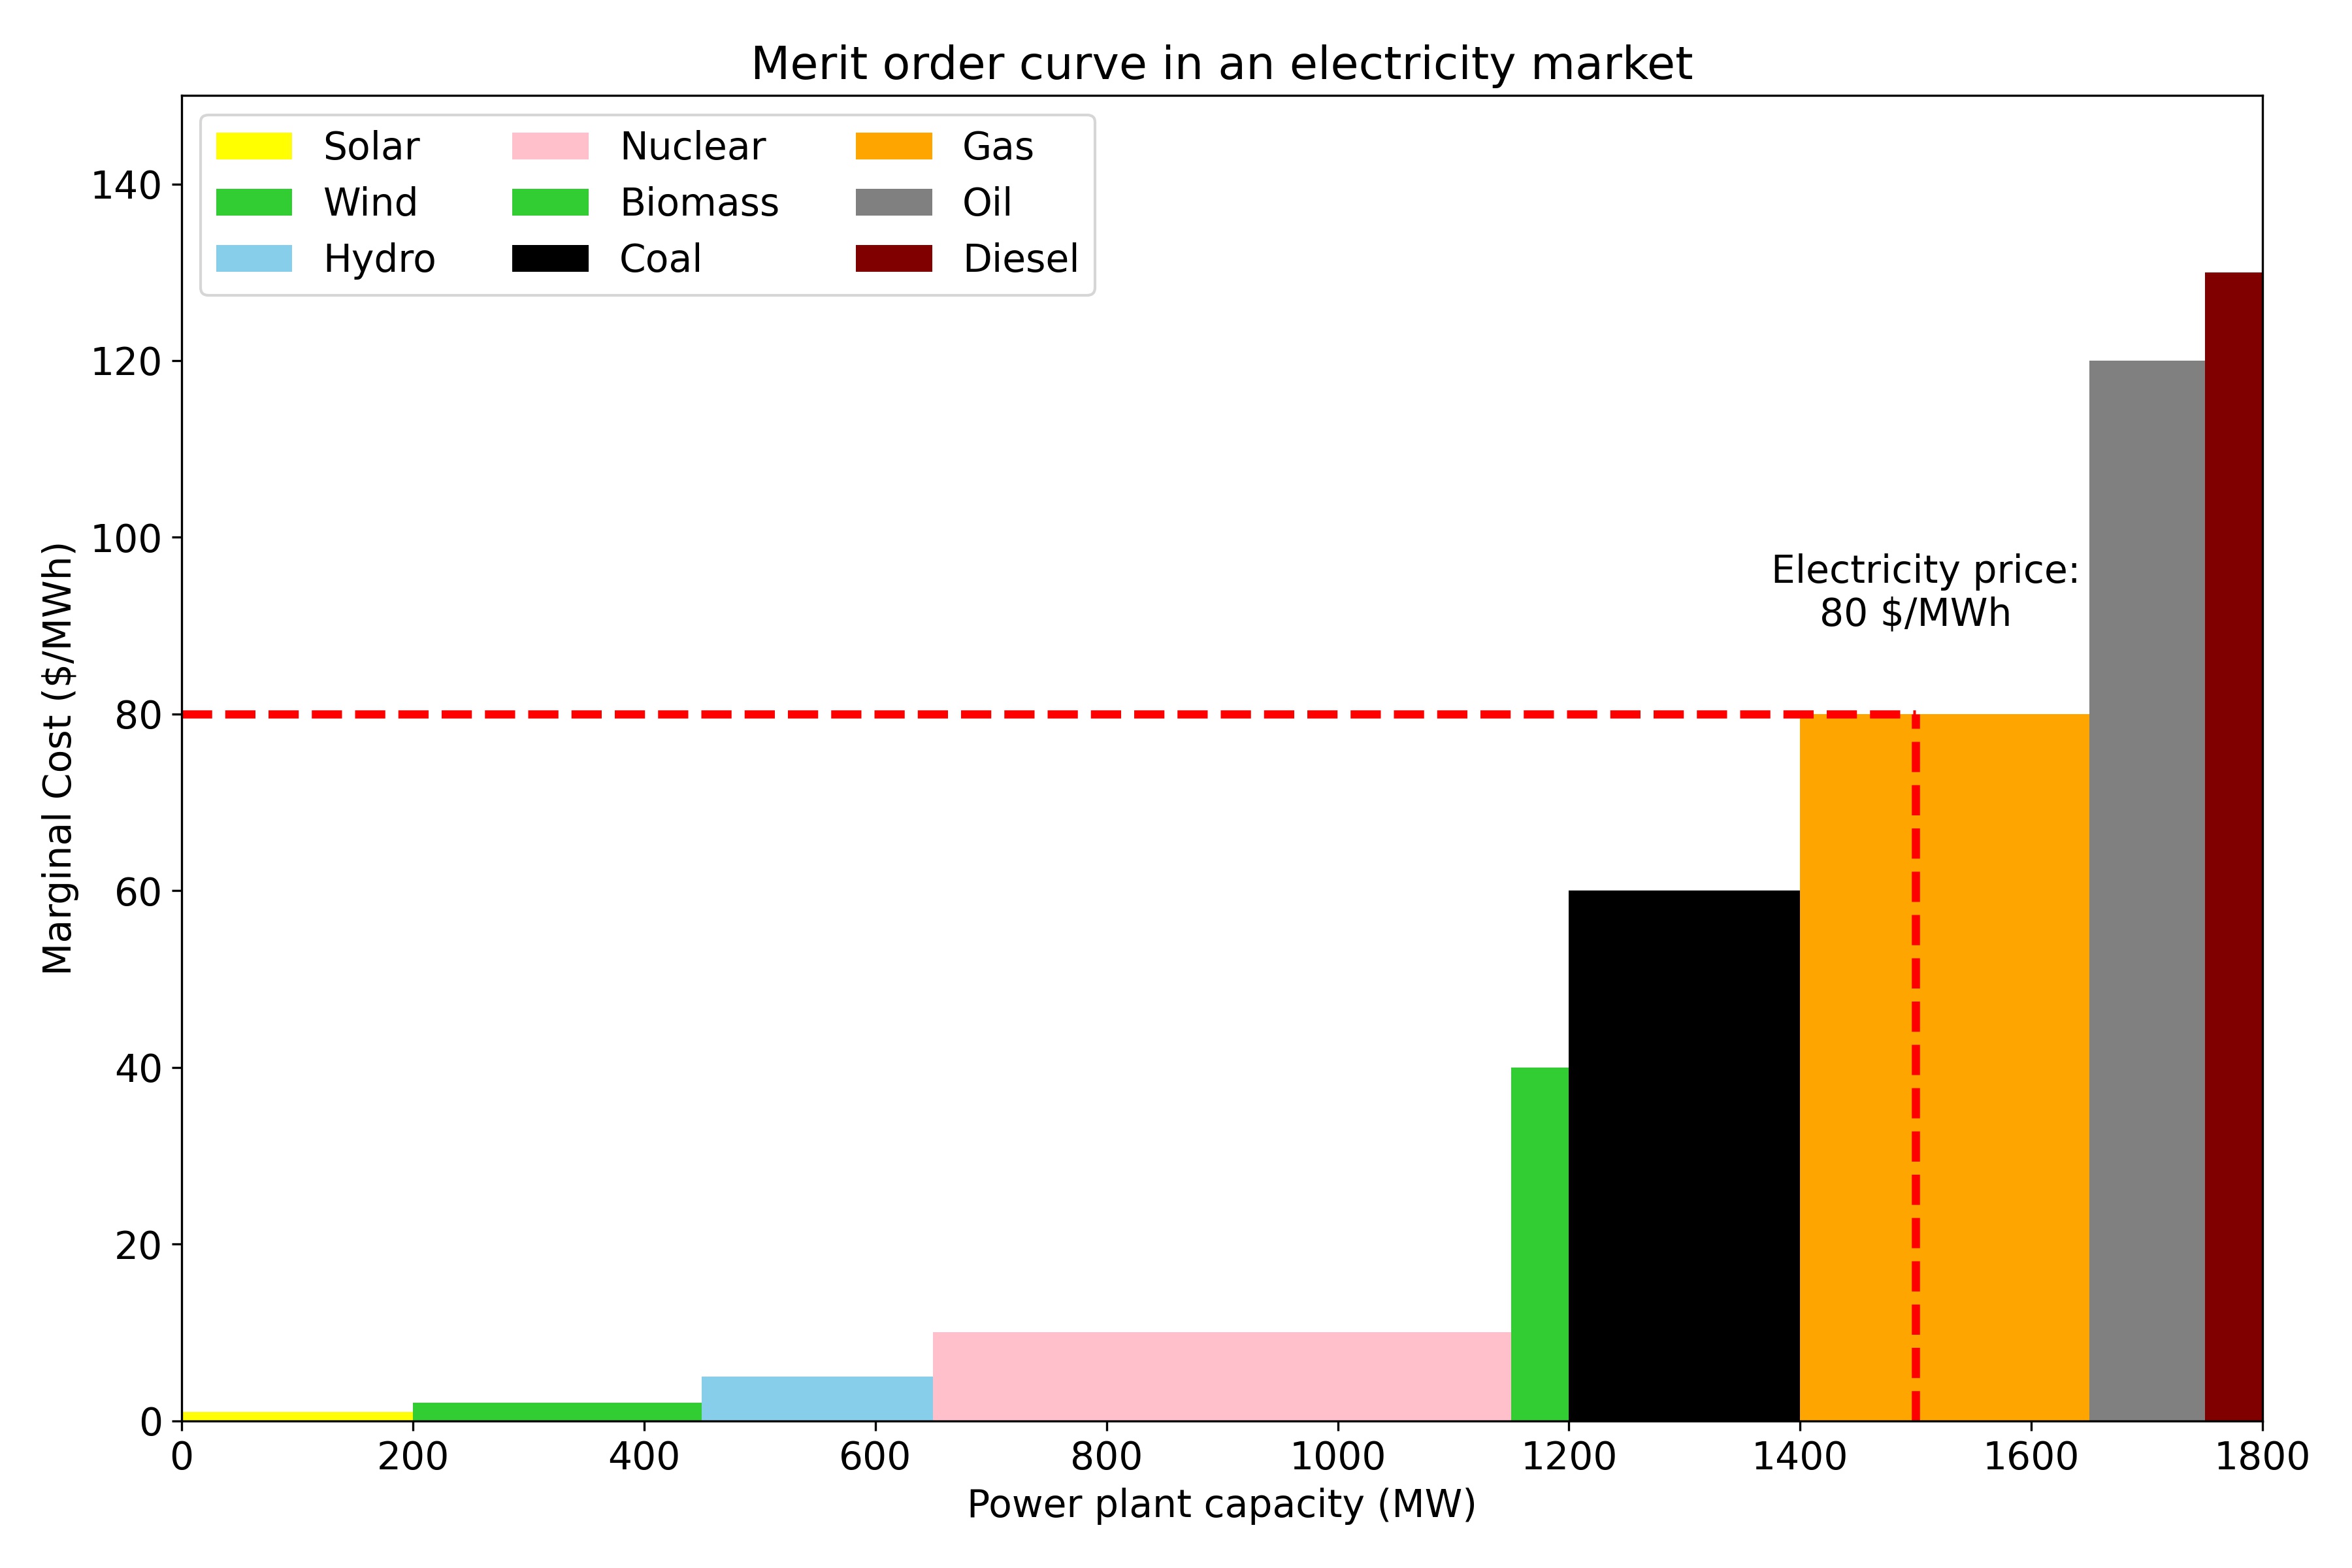 Merit order curve in an electricity market
Solar
Wind
Hydro
Nuclear
Biomass
Coal
Gas
Oil
Diesel
140
120
100
80
60
40
20
0
Marginal Cost ($/MWh)
Electricity price:
80 $/MWh
0 200 400 600 800 1000 1200 1400 1600 1800
Power plant capacity (MW)